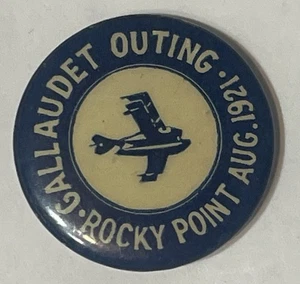 GALLAUDET OUTING · ROCKY POINT AUG. 1921 ·